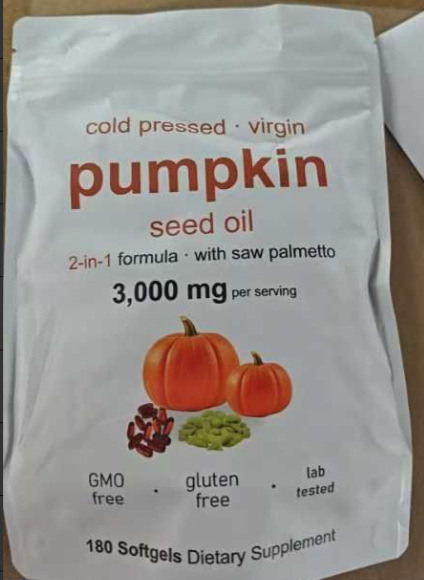 cold pressed · virgin
pumpkin
seed oil
2-in-1 formula · with saw palmetto
3,000 mg per serving
GMO free · gluten free · lab tested
180 Softgels Dietary Supplement